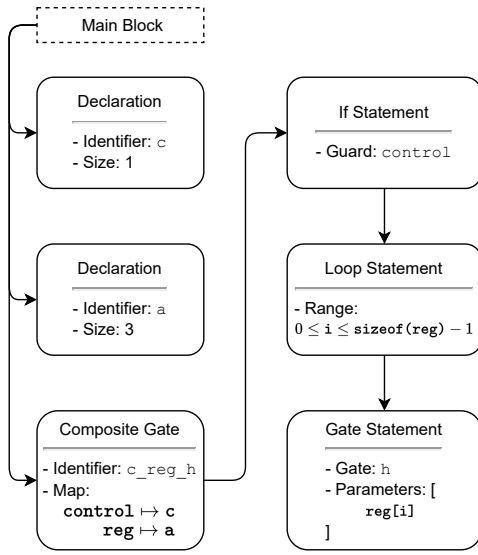 Main Block
Declaration
- Identifier: c
- Size: 1
Declaration
- Identifier: a
- Size: 3
Composite Gate
- Identifier: c_reg_h
- Map:
control ↦ c
reg ↦ a
If Statement
- Guard: control
Loop Statement
- Range:
0 ≤ i ≤ sizeof(reg) − 1
Gate Statement
- Gate: h
- Parameters: [
reg[i]
]